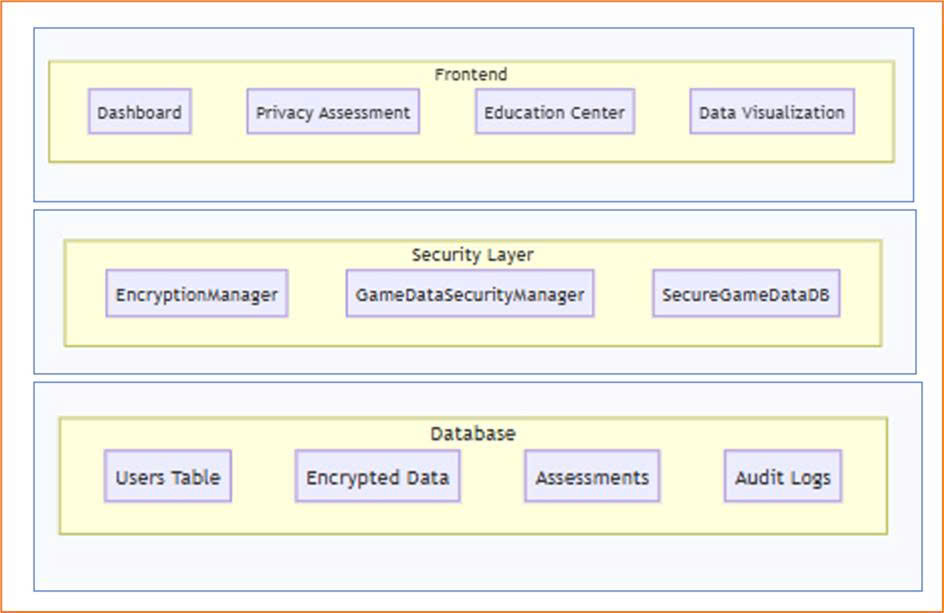 Frontend
Dashboard Privacy Assessment Education Center Data Visualization
Security Layer
EncryptionManager GameDataSecurityManager SecureGameDataDB
Database
Users Table Encrypted Data Assessments Audit Logs